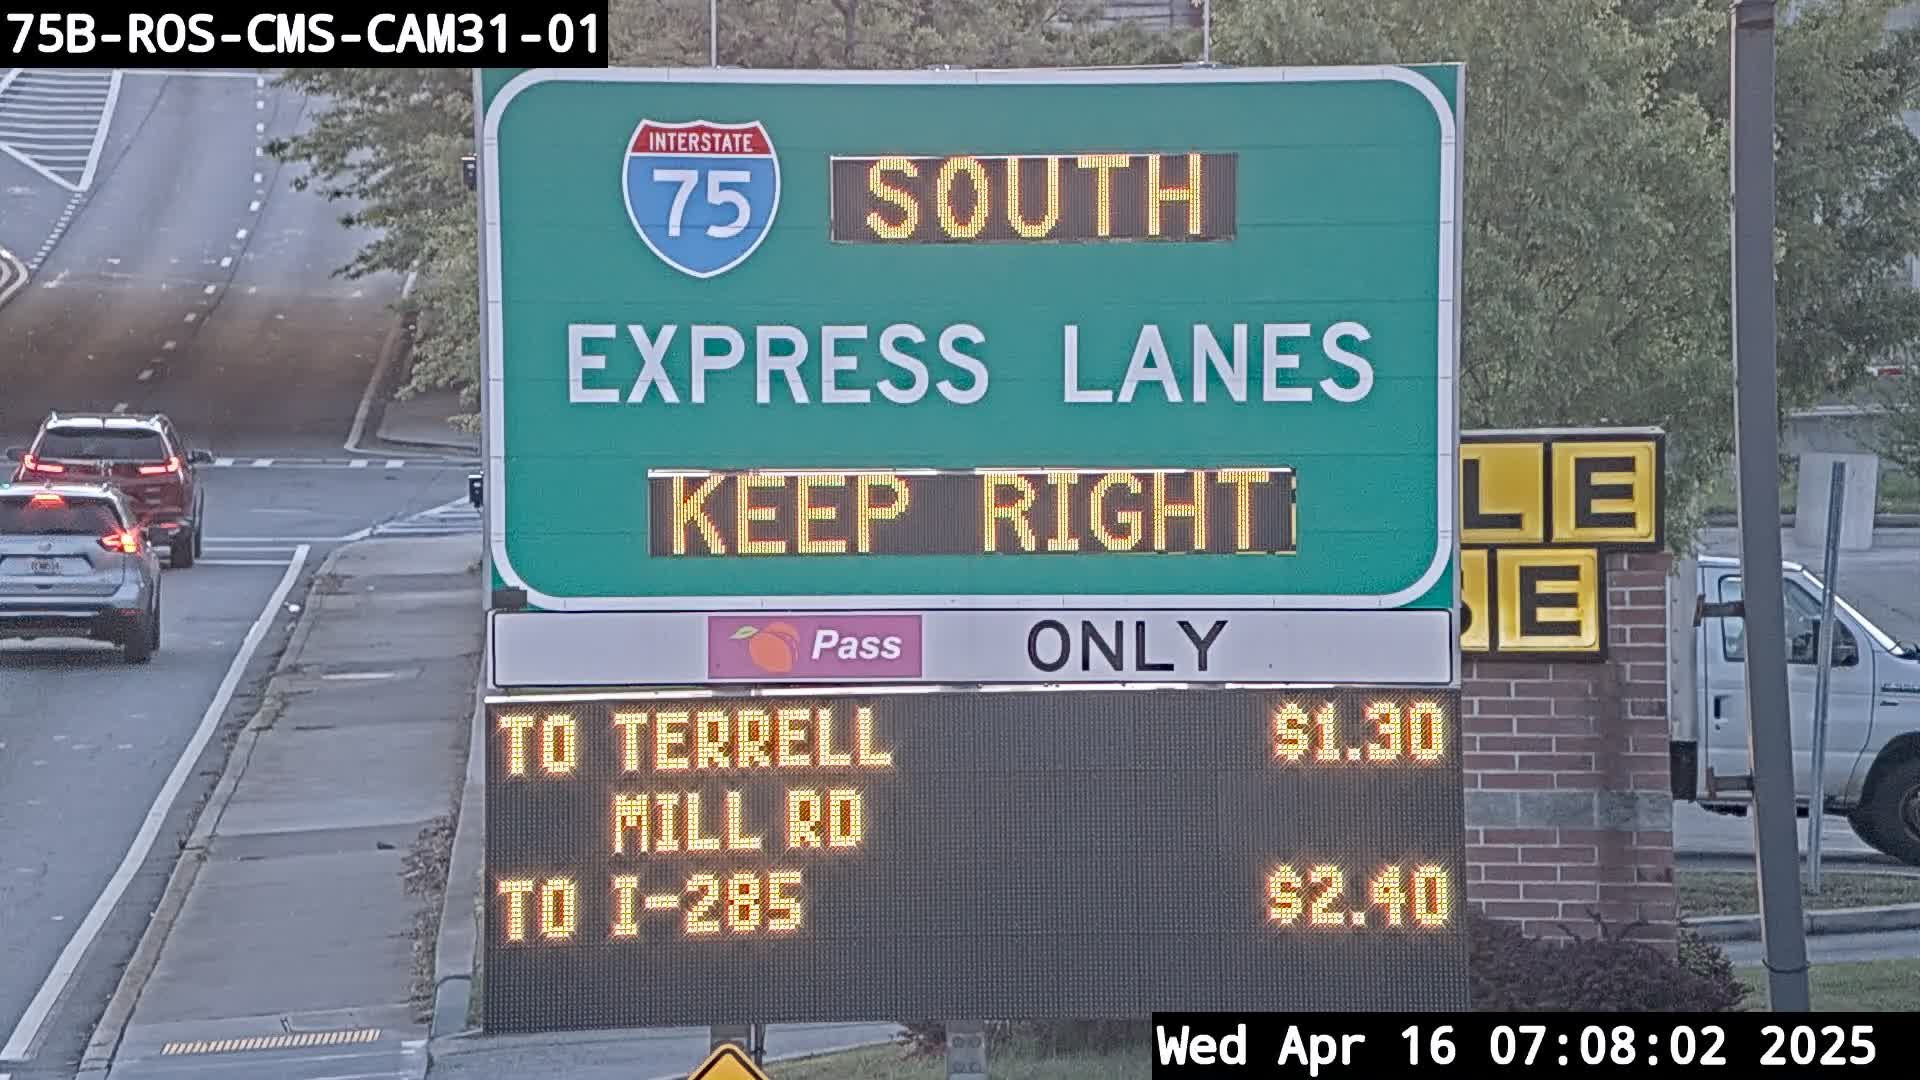 75B-ROS-CMS-CAM31-01
INTERSTATE
75
SOUTH
EXPRESS LANES
KEEP RIGHT
Pass ONLY
TO TERRELL $1.30
MILL RD
TO I-285 $2.40
LE
E
Wed Apr 16 07:08:02 2025